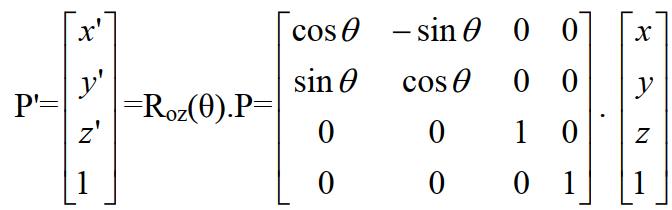 P'= [x' y' z' 1] =R_oz(θ).P= [cosθ −sinθ 0 0; sinθ cosθ 0 0; 0 0 1 0; 0 0 0 1] . [x y z 1]